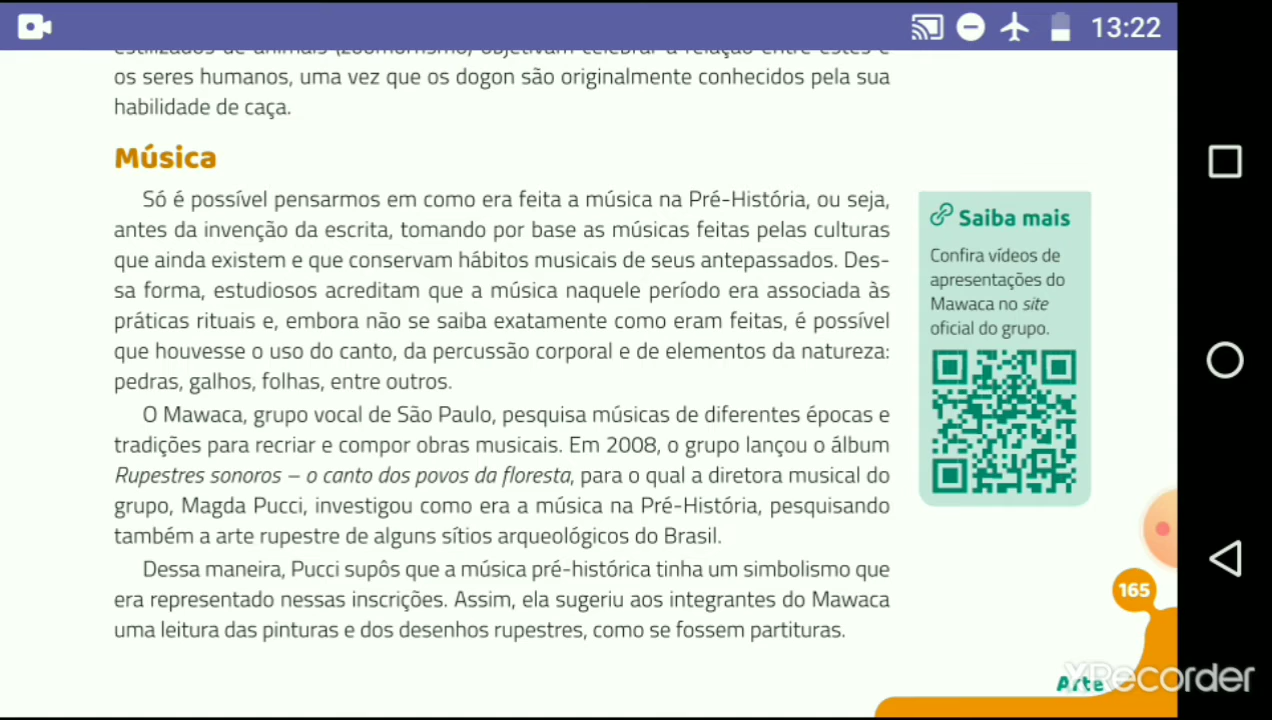 13:22
estilizados de animais (zoomorfismo) objetivam celebrar a relação entre estes e
os seres humanos, uma vez que os dogon são originalmente conhecidos pela sua
habilidade de caça.
Música
Só é possível pensarmos em como era feita a música na Pré-História, ou seja,
antes da invenção da escrita, tomando por base as músicas feitas pelas culturas
que ainda existem e que conservam hábitos musicais de seus antepassados. Des-
sa forma, estudiosos acreditam que a música naquele período era associada às
práticas rituais e, embora não se saiba exatamente como eram feitas, é possível
que houvesse o uso do canto, da percussão corporal e de elementos da natureza:
pedras, galhos, folhas, entre outros.
O Mawaca, grupo vocal de São Paulo, pesquisa músicas de diferentes épocas e
tradições para recriar e compor obras musicais. Em 2008, o grupo lançou o álbum
Rupestres sonoros – o canto dos povos da floresta, para o qual a diretora musical do
grupo, Magda Pucci, investigou como era a música na Pré-História, pesquisando
também a arte rupestre de alguns sítios arqueológicos do Brasil.
Dessa maneira, Pucci supôs que a música pré-histórica tinha um simbolismo que
era representado nessas inscrições. Assim, ela sugeriu aos integrantes do Mawaca
uma leitura das pinturas e dos desenhos rupestres, como se fossem partituras.
Saiba mais
Confira vídeos de
apresentações do
Mawaca no site
oficial do grupo.
165
Arte
XRecorder